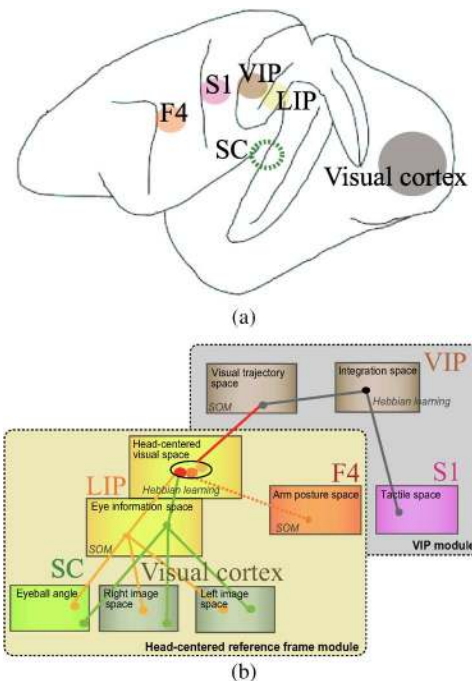 F4
S1
VIP
LIP
SC
Visual cortex
(a)
VIP
Visual trajectory
space
SOM
Integration space
Hebbian learning
Head-centered
visual space
Hebbian learning
LIP
F4
S1
Arm posture space
SOM
Tactile space
Eye information space
SOM
VIP module
SC
Visual cortex
Eyeball angle
Right image
space
Left image
space
Head-centered reference frame module
(b)